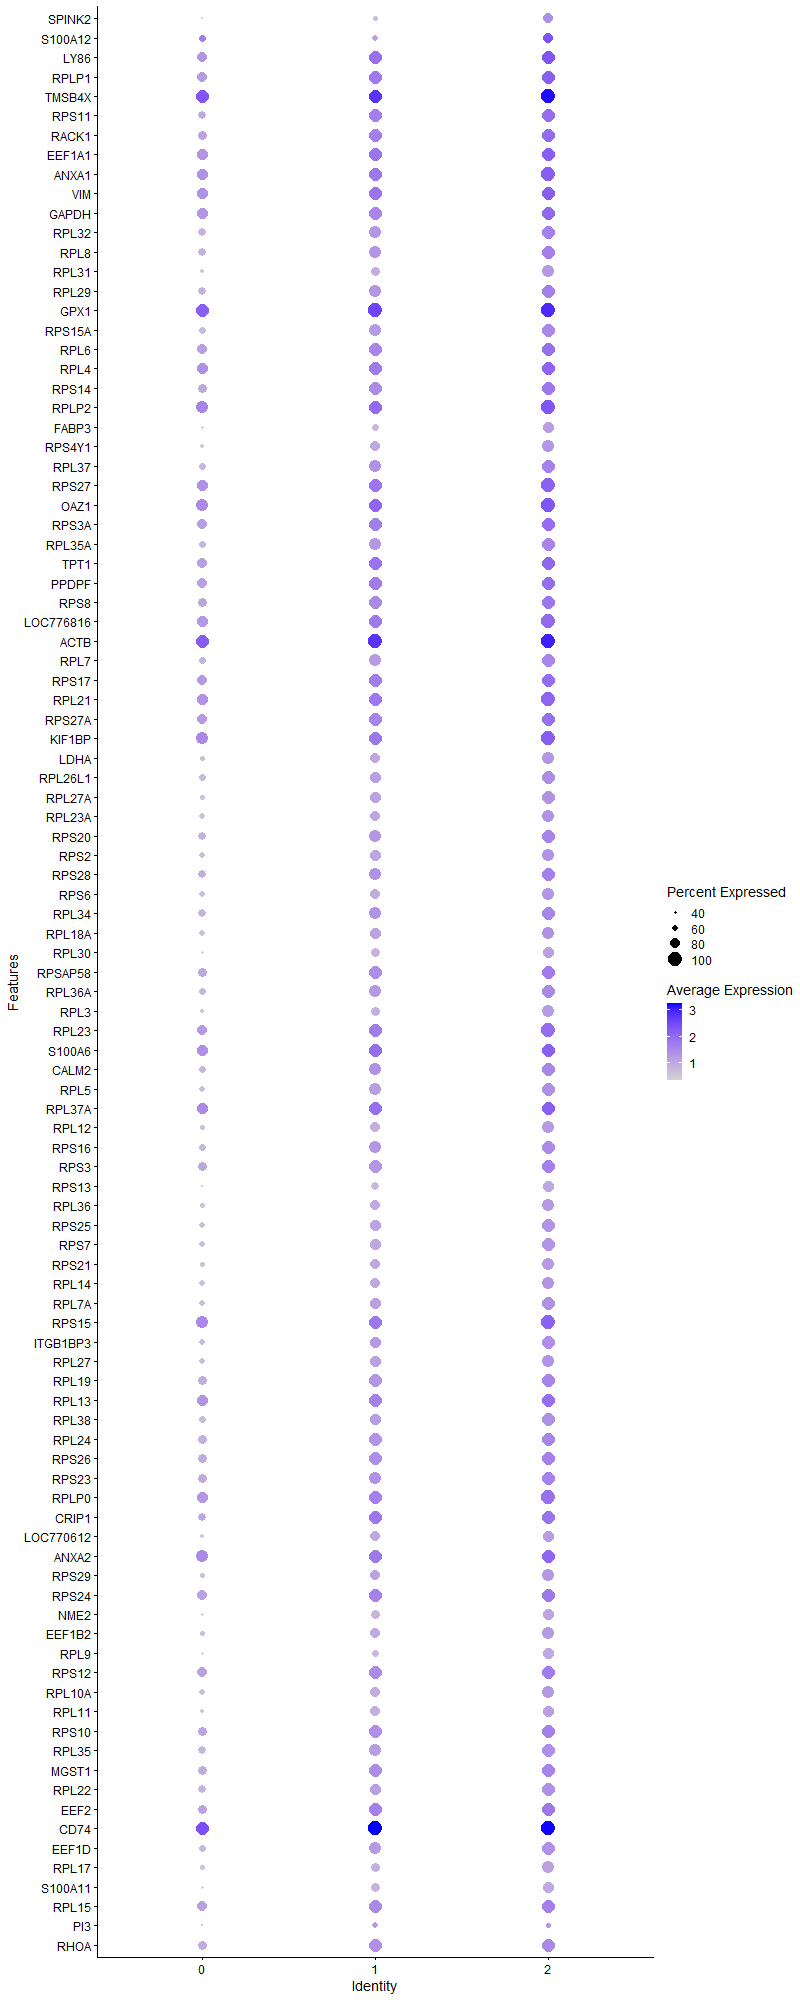 SPINK2
S100A12
LY86
RPLP1
TMSB4X
RPS11
RACK1
EEF1A1
ANXA1
VIM
GAPDH
RPL32
RPL8
RPL31
RPL29
GPX1
RPS15A
RPL6
RPL4
RPS14
RPLP2
FABP3
RPS4Y1
RPL37
RPS27
OAZ1
RPS3A
RPL35A
TPT1
PPDPF
RPS8
LOC776816
ACTB
RPL7
RPS17
RPL21
RPS27A
KIF1BP
LDHA
RPL26L1
RPL27A
RPL23A
RPS20
RPS2
RPS28
RPS6
RPL34
RPL18A
RPL30
RPSAP58
RPL36A
RPL3
RPL23
S100A6
CALM2
RPL5
RPL37A
RPL12
RPS16
RPS3
RPS13
RPL36
RPS25
RPS7
RPS21
RPL14
RPL7A
RPS15
ITGB1BP3
RPL27
RPL19
RPL13
RPL38
RPL24
RPS26
RPS23
RPLP0
CRIP1
LOC770612
ANXA2
RPS29
RPS24
NME2
EEF1B2
RPL9
RPS12
RPL10A
RPL11
RPS10
RPL35
MGST1
RPL22
EEF2
CD74
EEF1D
RPL17
S100A11
RPL15
PI3
RHOA
Features
0 1 2
Identity
Percent Expressed
40
60
80
100
Average Expression
3
2
1